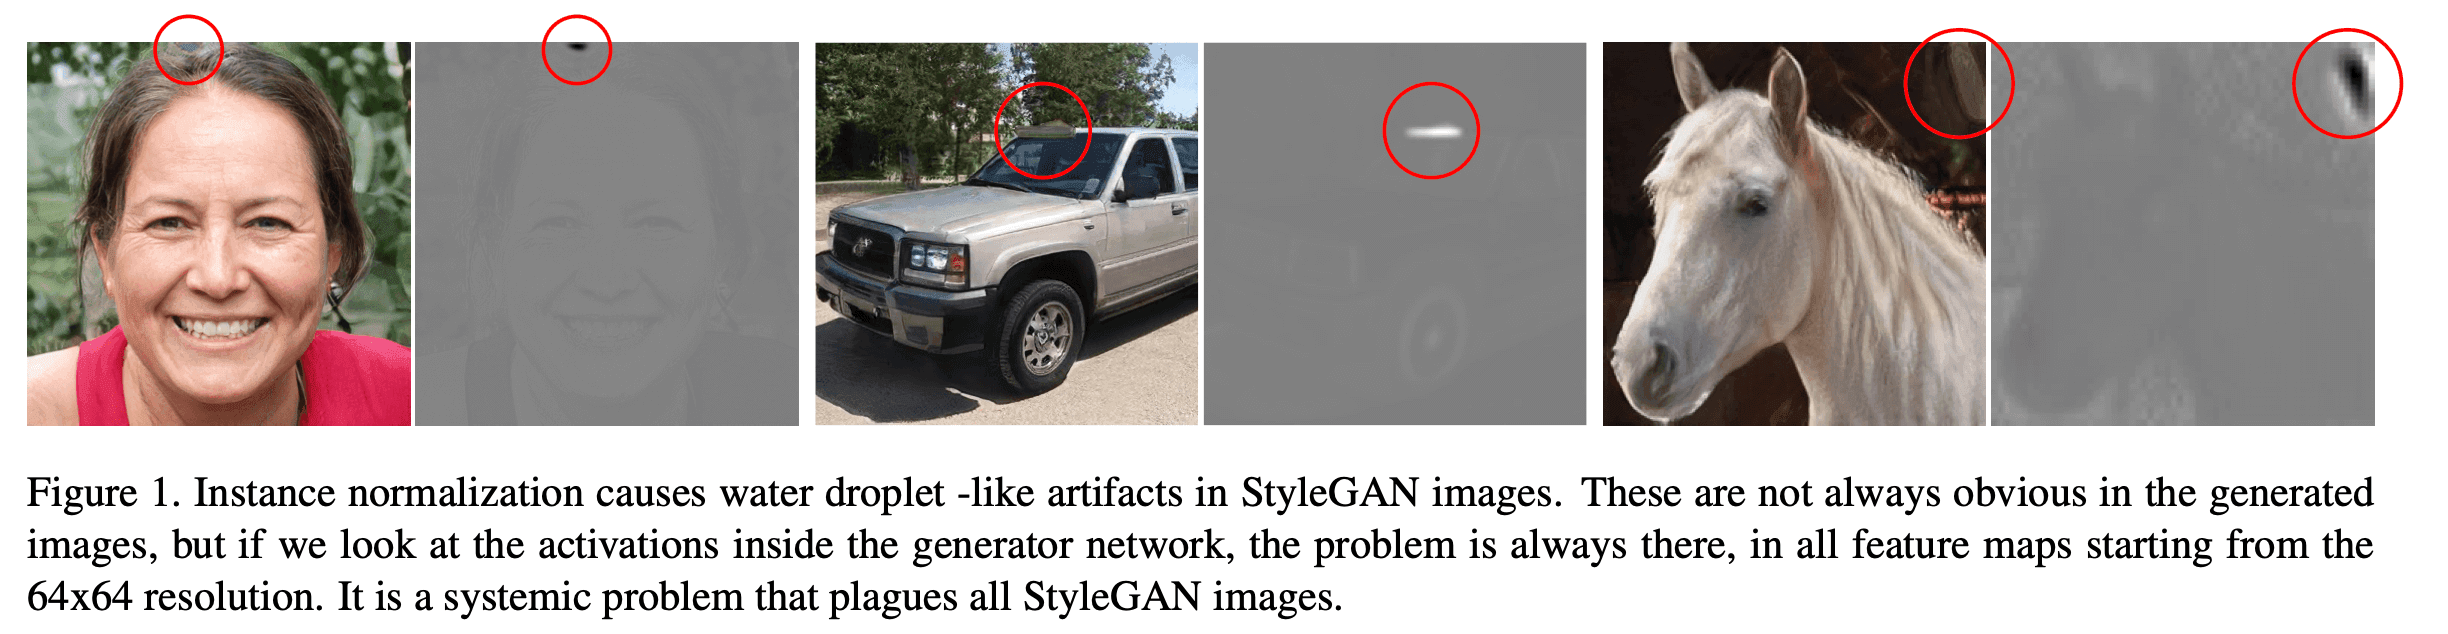 Figure 1. Instance normalization causes water droplet -like artifacts in StyleGAN images. These are not always obvious in the generated
images, but if we look at the activations inside the generator network, the problem is always there, in all feature maps starting from the
64x64 resolution. It is a systemic problem that plagues all StyleGAN images.